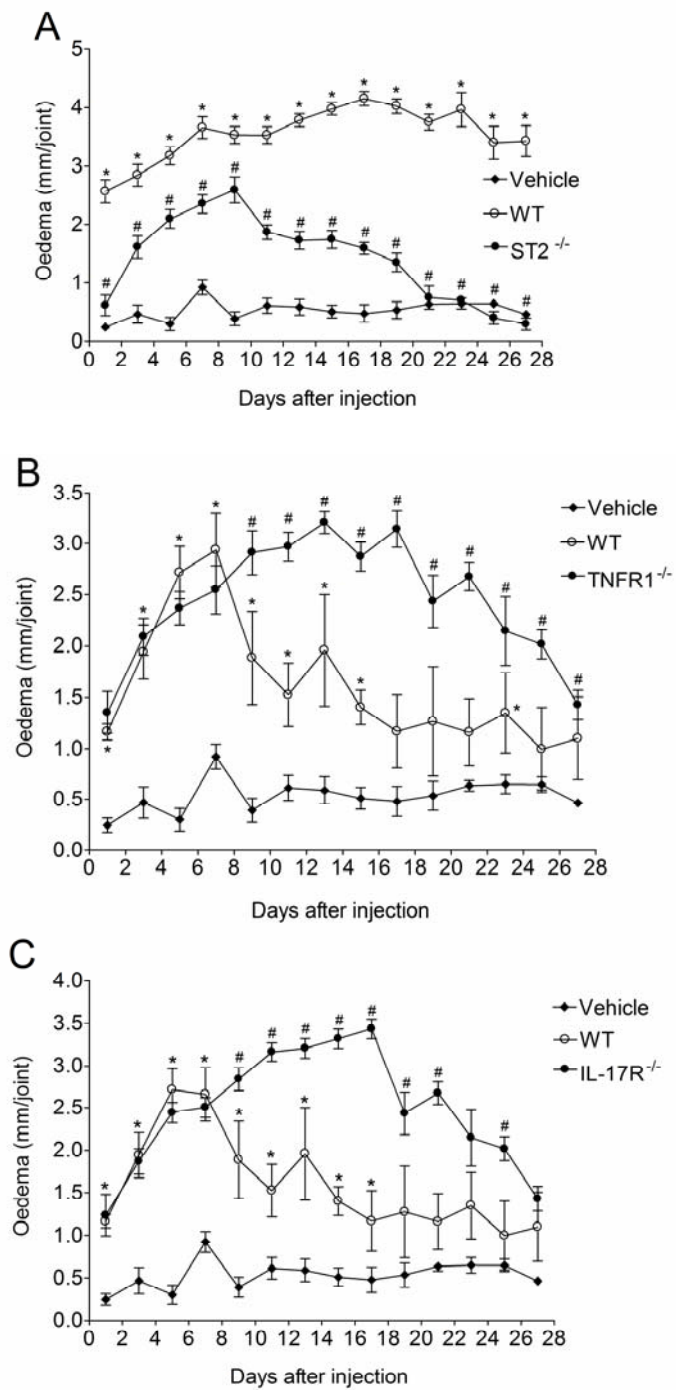 A
5
4
3
2
1
0
Oedema (mm/joint)
* * * * * * * * * * * * * *
# # # # # # # # # # # # # #
Vehicle
WT
ST2 -/-
0 2 4 6 8 10 12 14 16 18 20 22 24 26 28
Days after injection
B
3.5
3.0
2.5
2.0
1.5
1.0
0.5
0.0
Oedema (mm/joint)
* * * * * * * * * *
# # # # # # # # # #
Vehicle
WT
TNFR1-/-
0 2 4 6 8 10 12 14 16 18 20 22 24 26 28
Days after injection
C
4.0
3.5
3.0
2.5
2.0
1.5
1.0
0.5
0.0
Oedema (mm/joint)
* * * * * * * * *
# # # # # # # #
Vehicle
WT
IL-17R-/-
0 2 4 6 8 10 12 14 16 18 20 22 24 26 28
Days after injection